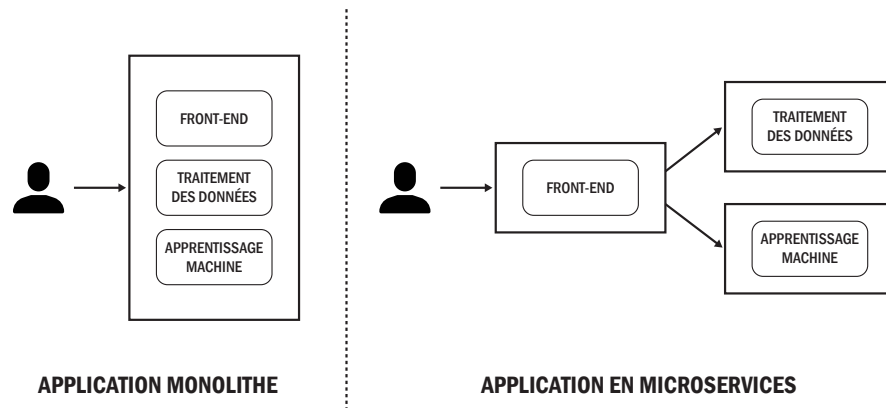 FRONT-END
TRAITEMENT
DES DONNÉES
APPRENTISSAGE
MACHINE
APPLICATION MONOLITHE
FRONT-END
TRAITEMENT
DES DONNÉES
APPRENTISSAGE
MACHINE
APPLICATION EN MICROSERVICES